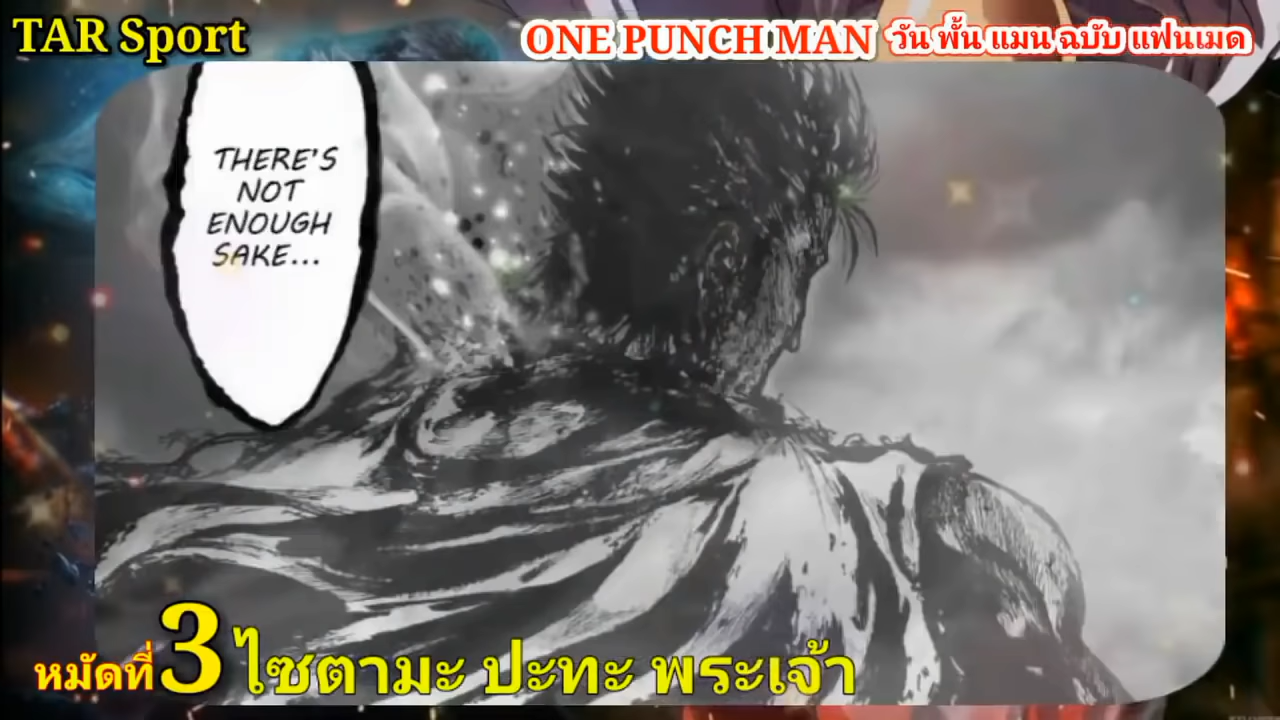 TAR Sport
ONE PUNCH MAN วัน พั้น แมน ฉบับ แฟนเมด
THERE'S
NOT
ENOUGH
SAKE...
หมัดที่ 3 ไซตามะ ปะทะ พระเจ้า